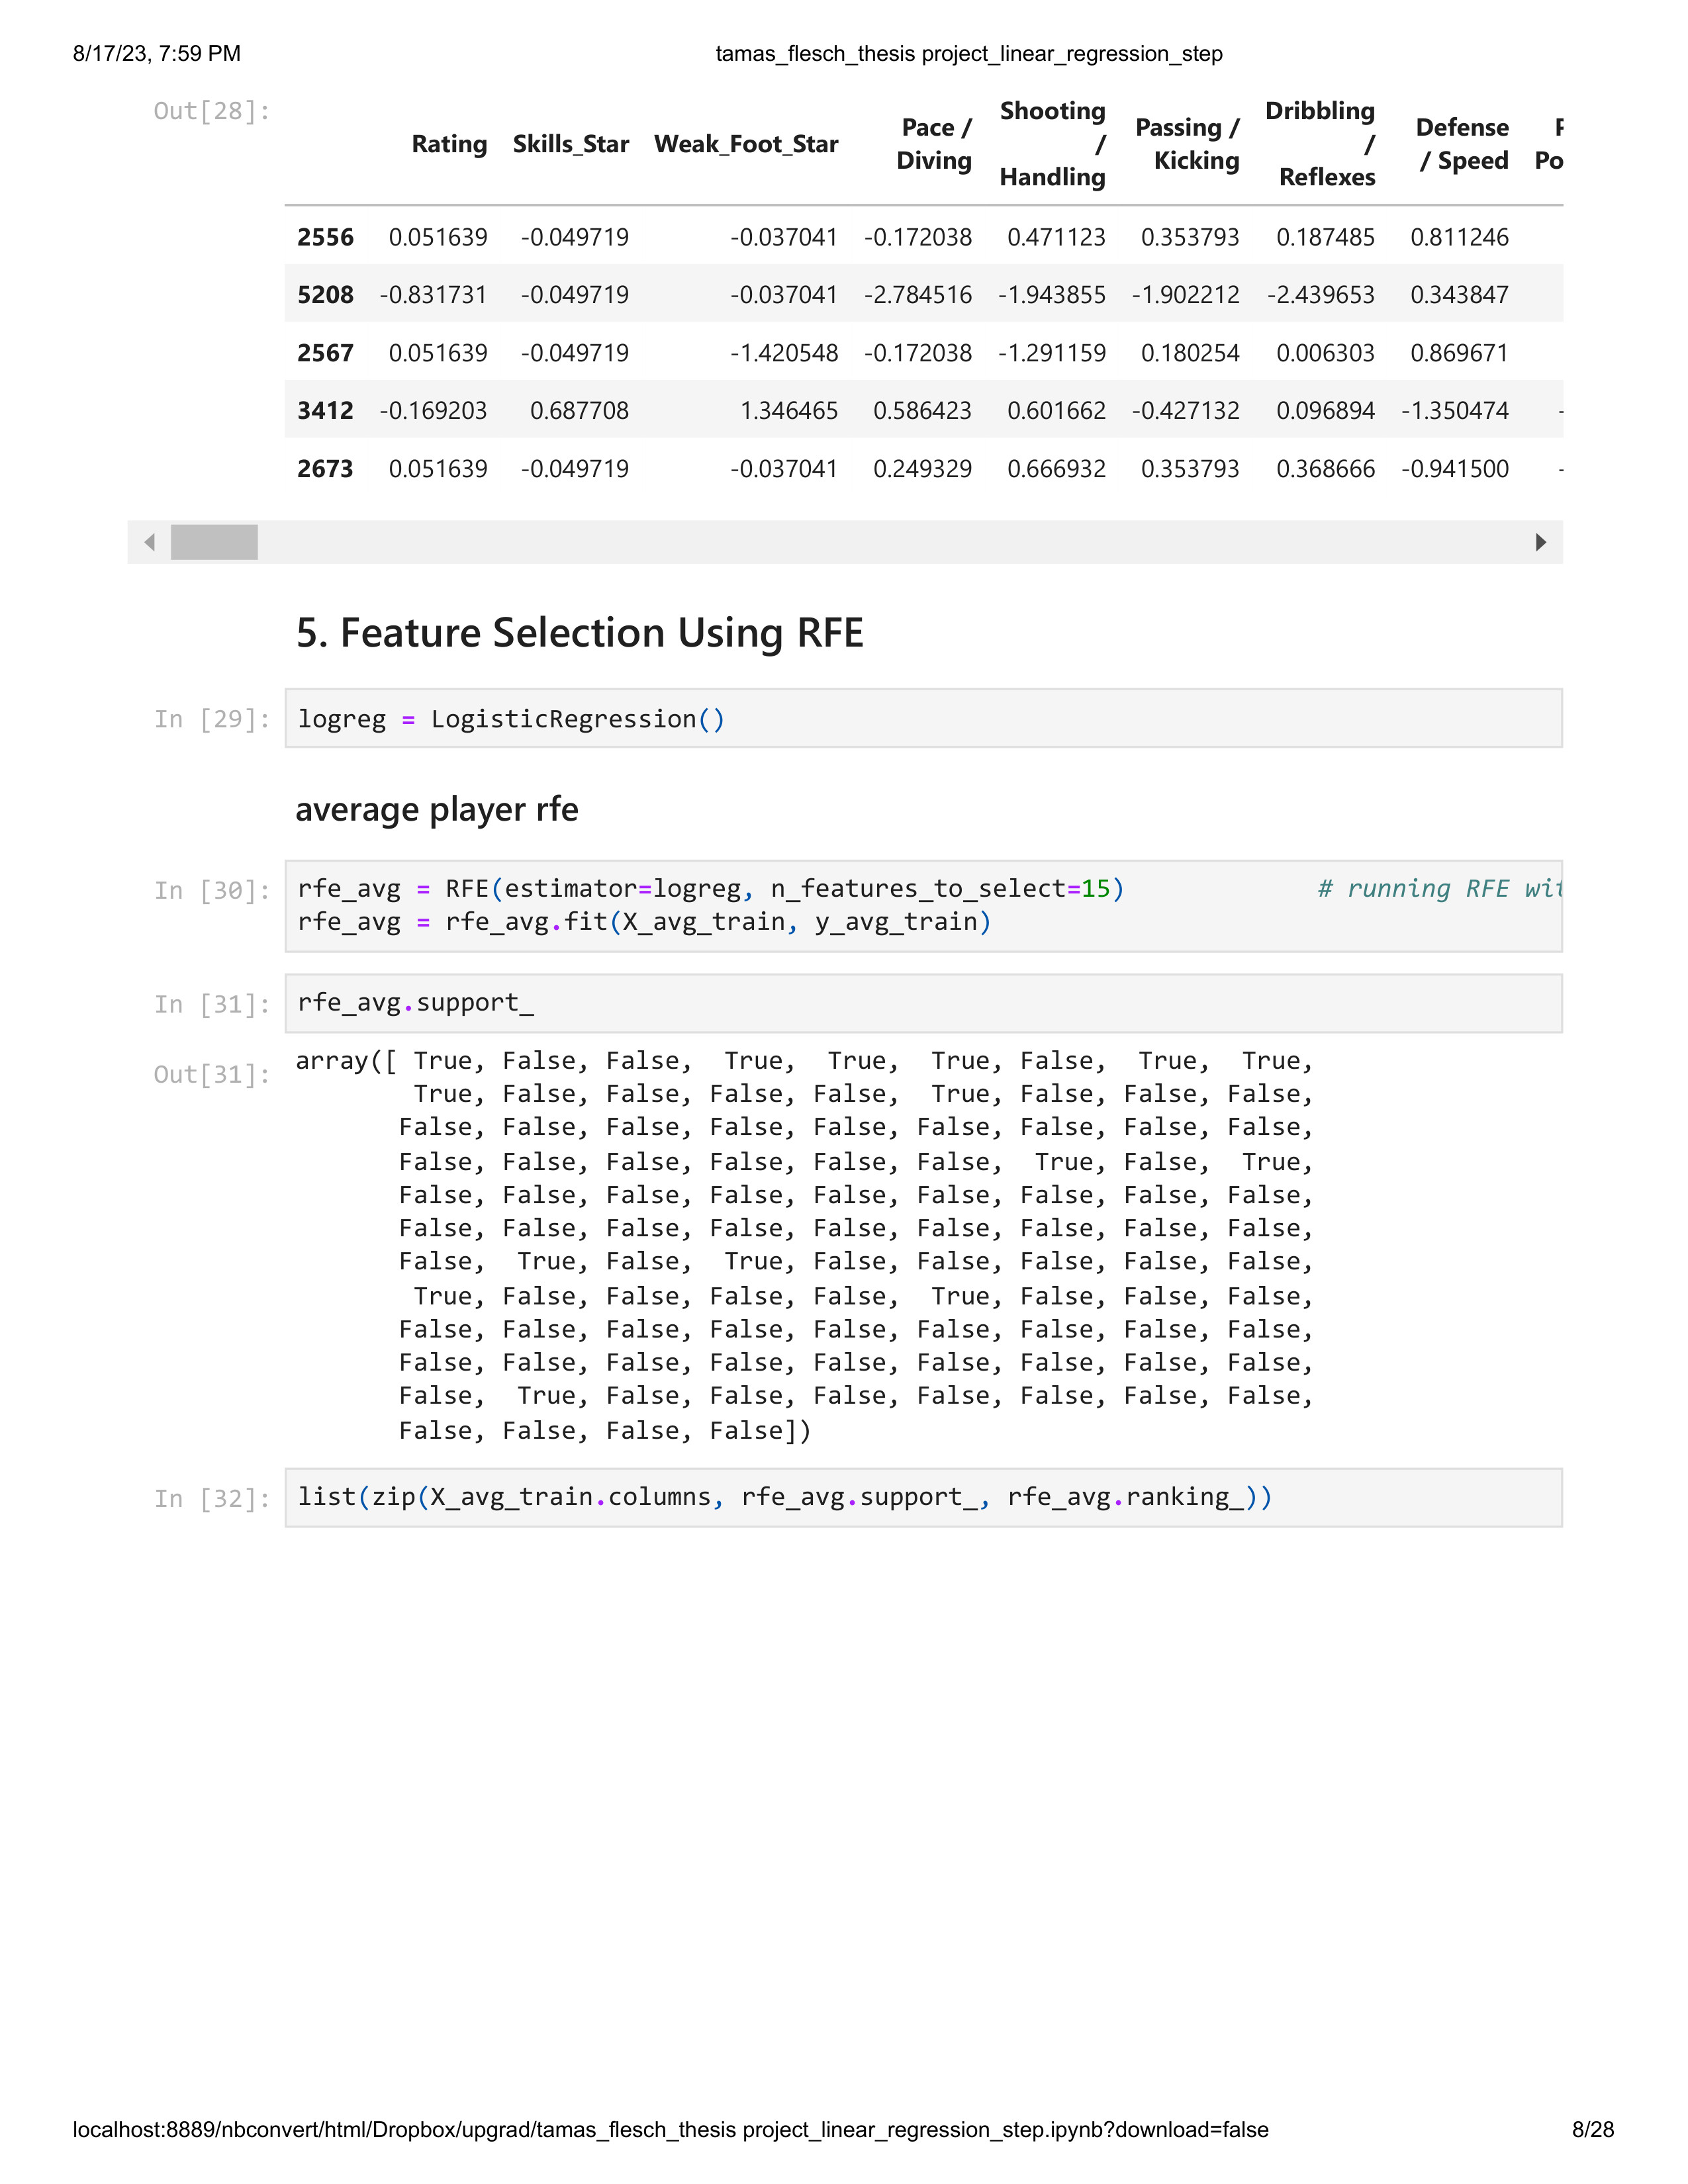 8/17/23, 7:59 PM tamas_flesch_thesis project_linear_regression_step
Out[28]:
Rating Skills_Star Weak_Foot_Star Pace / Diving Shooting / Handling Passing / Kicking Dribbling / Reflexes Defense / Speed Po
2556 0.051639 -0.049719 -0.037041 -0.172038 0.471123 0.353793 0.187485 0.811246
5208 -0.831731 -0.049719 -0.037041 -2.784516 -1.943855 -1.902212 -2.439653 0.343847
2567 0.051639 -0.049719 -1.420548 -0.172038 -1.291159 0.180254 0.006303 0.869671
3412 -0.169203 0.687708 1.346465 0.586423 0.601662 -0.427132 0.096894 -1.350474 -
2673 0.051639 -0.049719 -0.037041 0.249329 0.666932 0.353793 0.368666 -0.941500 -
5. Feature Selection Using RFE
In [29]: logreg = LogisticRegression()
average player rfe
In [30]: rfe_avg = RFE(estimator=logreg, n_features_to_select=15) # running RFE wit
rfe_avg = rfe_avg.fit(X_avg_train, y_avg_train)
In [31]: rfe_avg.support_
Out[31]: array([ True, False, False, True, True, True, False, True, True,
True, False, False, False, False, True, False, False, False,
False, False, False, False, False, False, False, False, False,
False, False, False, False, False, False, True, False, True,
False, False, False, False, False, False, False, False, False,
False, False, False, False, False, False, False, False, False,
False, True, False, True, False, False, False, False, False,
True, False, False, False, False, True, False, False, False,
False, False, False, False, False, False, False, False, False,
False, False, False, False, False, False, False, False, False,
False, True, False, False, False, False, False, False, False,
False, False, False, False])
In [32]: list(zip(X_avg_train.columns, rfe_avg.support_, rfe_avg.ranking_))
localhost:8889/nbconvert/html/Dropbox/upgrad/tamas_flesch_thesis project_linear_regression_step.ipynb?download=false 8/28